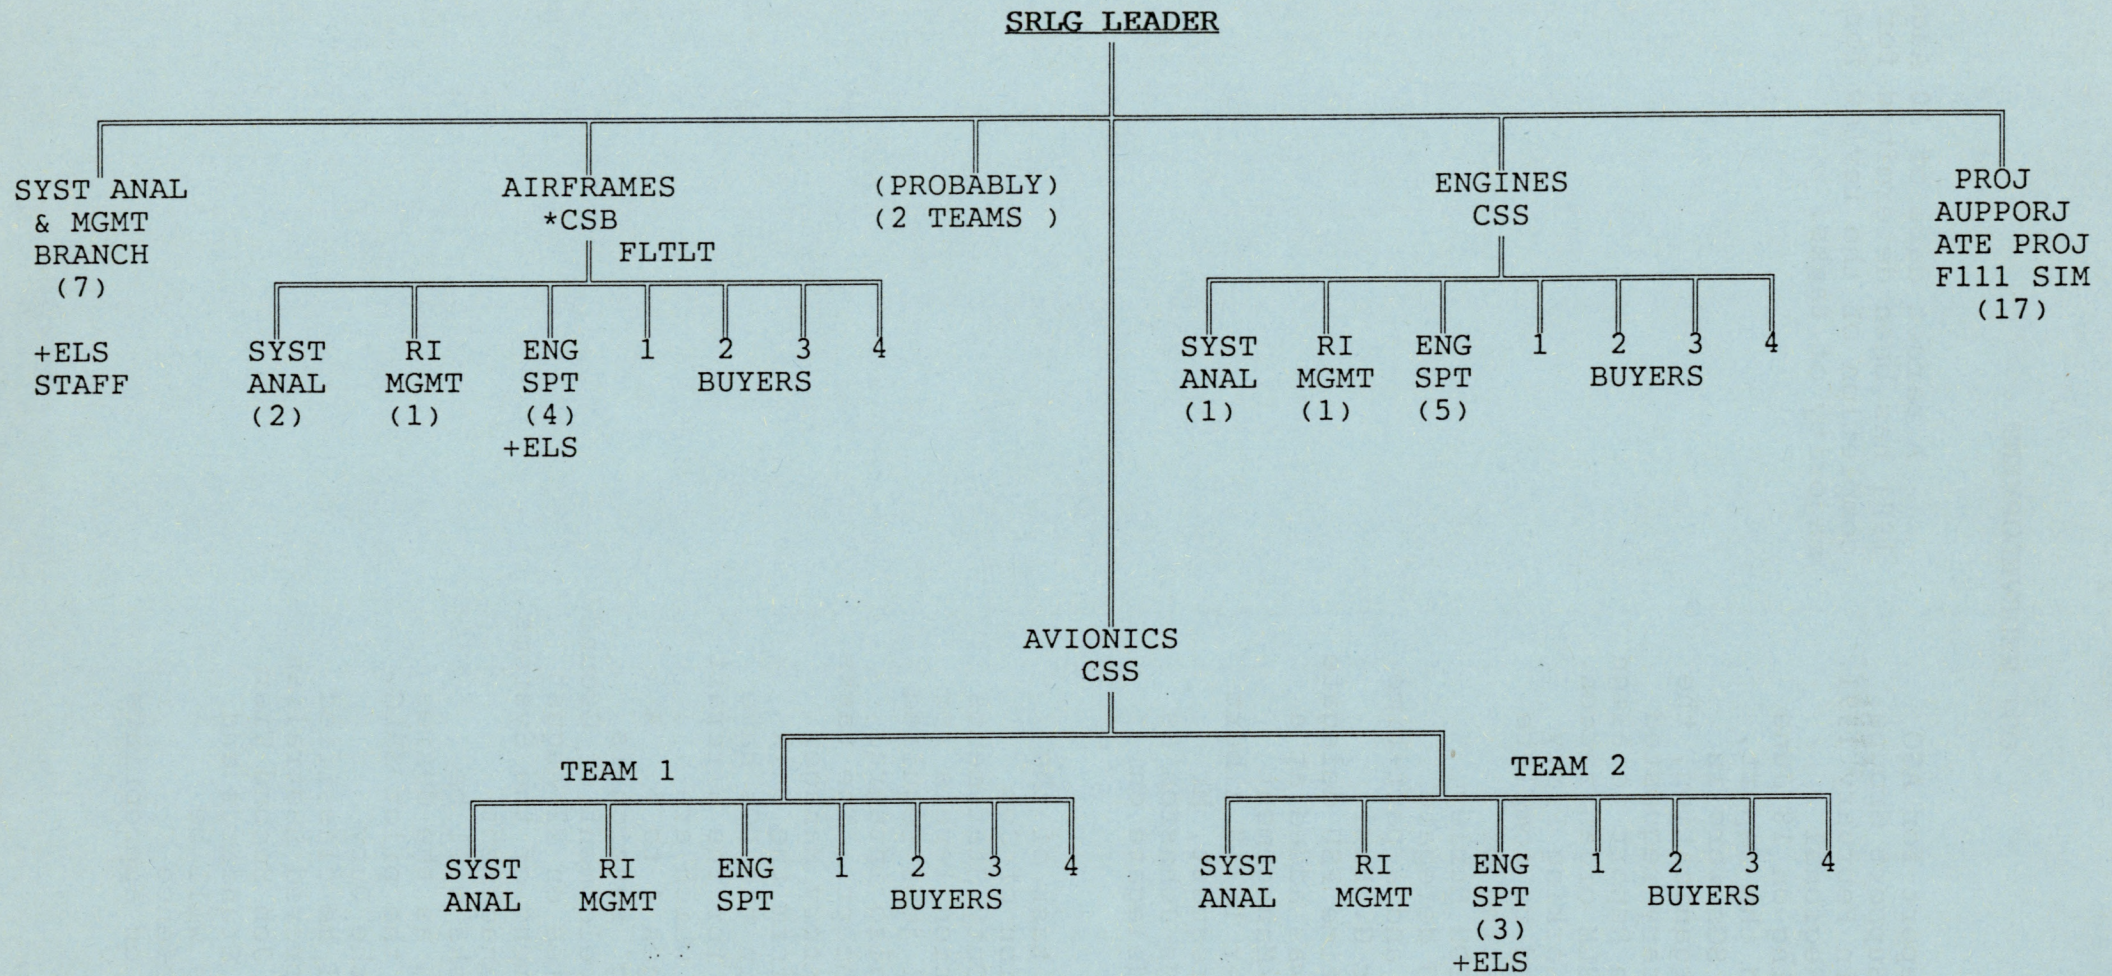 SRLG LEADER
SYST ANAL
& MGMT
BRANCH
(7)
+ELS
STAFF
AIRFRAMES
*CSB
FLTLT
SYST
ANAL
(2)
RI
MGMT
(1)
ENG
SPT
(4)
+ELS
1 2 3 4
BUYERS
(PROBABLY)
(2 TEAMS )
ENGINES
CSS
SYST
ANAL
(1)
RI
MGMT
(1)
ENG
SPT
(5)
1 2 3 4
BUYERS
PROJ
AUPPORJ
ATE PROJ
F111 SIM
(17)
AVIONICS
CSS
TEAM 1
SYST
ANAL
RI
MGMT
ENG
SPT
1 2 3 4
BUYERS
TEAM 2
SYST
ANAL
RI
MGMT
ENG
SPT
(3)
+ELS
1 2 3 4
BUYERS